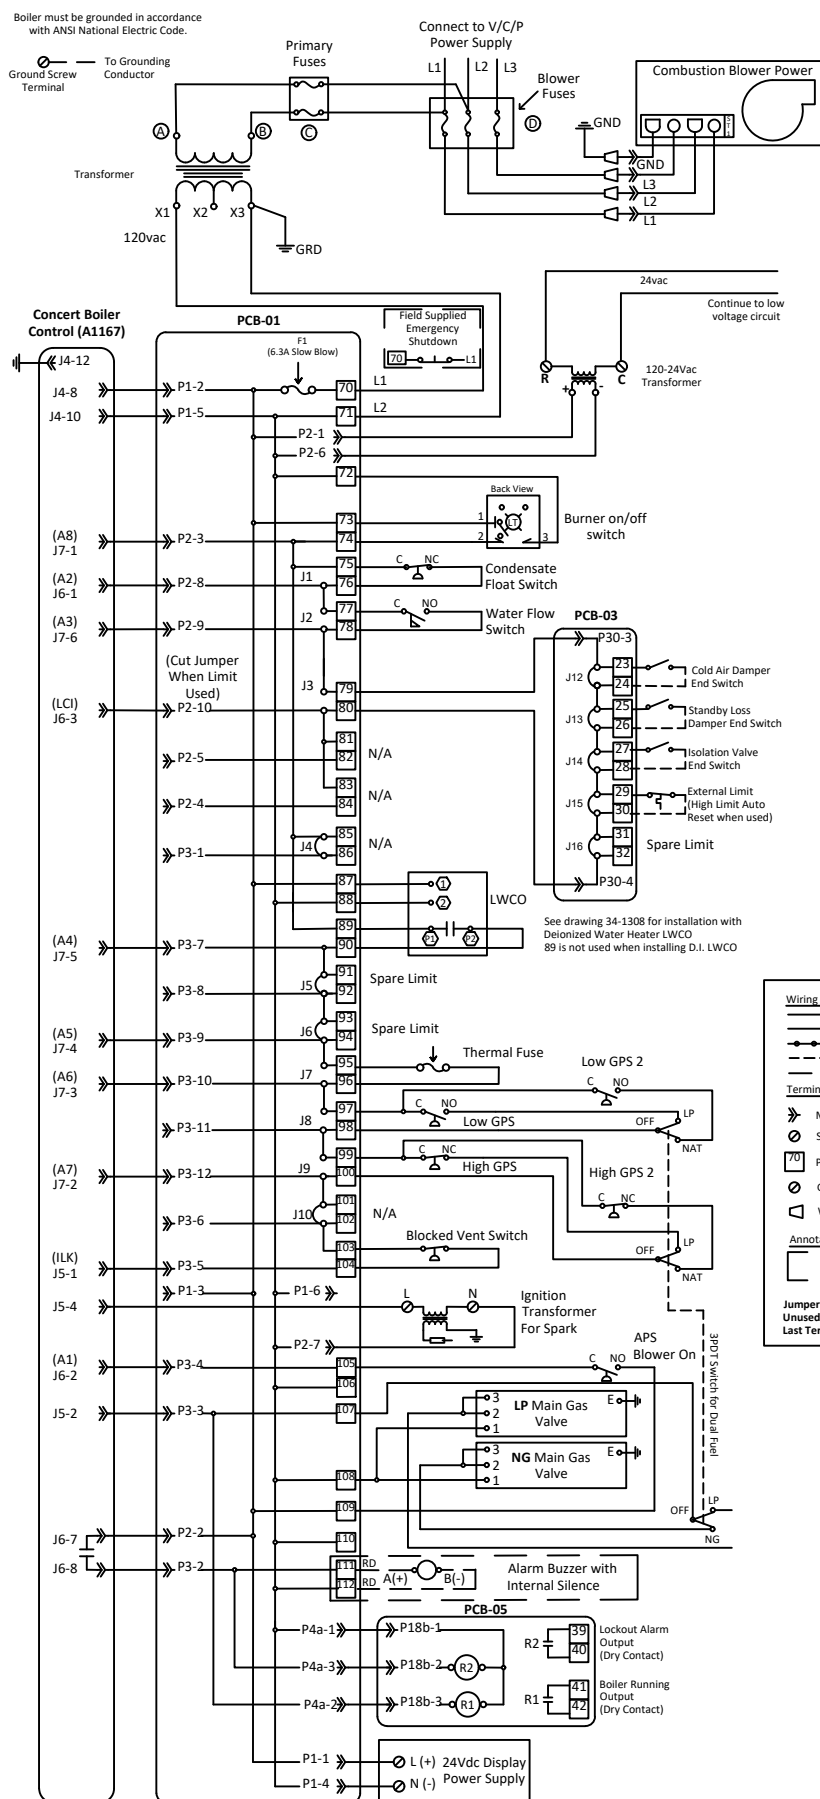 Boiler must be grounded in accordance
with ANSI National Electric Code.
Ground Screw
Terminal
To Grounding
Conductor
Primary
Fuses
Connect to V/C/P
Power Supply
L1
L2
L3
Blower
Fuses
Combustion Blower Power
GND
GND
L3
L2
L1
A
B
C
D
Transformer
X1
X2
X3
120vac
GRD
24vac
Continue to low
voltage circuit
R
C
120-24Vac
Transformer
+
-
Concert Boiler
Control (A1167)
PCB-01
F1
(6.3A Slow Blow)
Field Supplied
Emergency
Shutdown
70
L1
J4-12
J4-8
P1-2
70
L1
J4-10
P1-5
71
L2
P2-1
P2-6
72
Back View
1
2
3
LT
Burner on/off
switch
73
(A8)
J7-1
P2-3
74
75
C
NC
Condensate
Float Switch
(A2)
J6-1
P2-8
J1
76
77
C
NO
Water Flow
Switch
(A3)
J7-6
P2-9
J2
78
(Cut Jumper
When Limit
Used)
J3
79
(LCI)
J6-3
P2-10
80
81
P2-5
82
N/A
83
P2-4
84
N/A
85
J4
P3-1
86
N/A
87
88
89
1
2
P1
P2
LWCO
(A4)
J7-5
P3-7
90
91
J5
P3-8
92
Spare Limit
93
(A5)
J7-4
P3-9
J6
94
Spare Limit
95
Thermal Fuse
(A6)
J7-3
P3-10
J7
96
PCB-03
P30-3
J12
23
24
Cold Air Damper
End Switch
J13
25
26
Standby Loss
Damper End Switch
J14
27
28
Isolation Valve
End Switch
J15
29
30
External Limit
(High Limit Auto
Reset when used)
J16
31
32
Spare Limit
P30-4
See drawing 34-1308 for installation with
Deionized Water Heater LWCO
89 is not used when installing D.I. LWCO
Low GPS 2
C
NO
97
C
NO
Low GPS
P3-11
J8
98
OFF
LP
NAT
99
C
NC
High GPS
High GPS 2
C
NC
(A7)
J7-2
P3-12
J9
100
101
P3-6
J10
102
N/A
OFF
LP
NAT
103
Blocked Vent Switch
(ILK)
J5-1
P3-5
104
P1-3
P1-6
J5-4
L
N
Ignition
Transformer
For Spark
P2-7
105
(A1)
J6-2
P3-4
106
C
NO
APS
Blower On
3PDT Switch for Dual Fuel
J5-2
P3-3
107
3
2
1
LP Main Gas
Valve
E
3
2
1
NG Main Gas
Valve
E
108
109
OFF
LP
NG
J6-7
P2-2
110
J6-8
P3-2
111
RD
112
RD
A(+)
B(-)
Alarm Buzzer with
Internal Silence
PCB-05
P4a-1
P18b-1
P4a-3
P18b-2
R2
P4a-2
P18b-3
R1
R2
39
40
Lockout Alarm
Output
(Dry Contact)
R1
41
42
Boiler Running
Output
(Dry Contact)
P1-1
L (+)
P1-4
N (-)
24Vdc Display
Power Supply
Wiring
Termin
M
S
70
P
C
W
Annota
Jumper
Unused
Last Ter